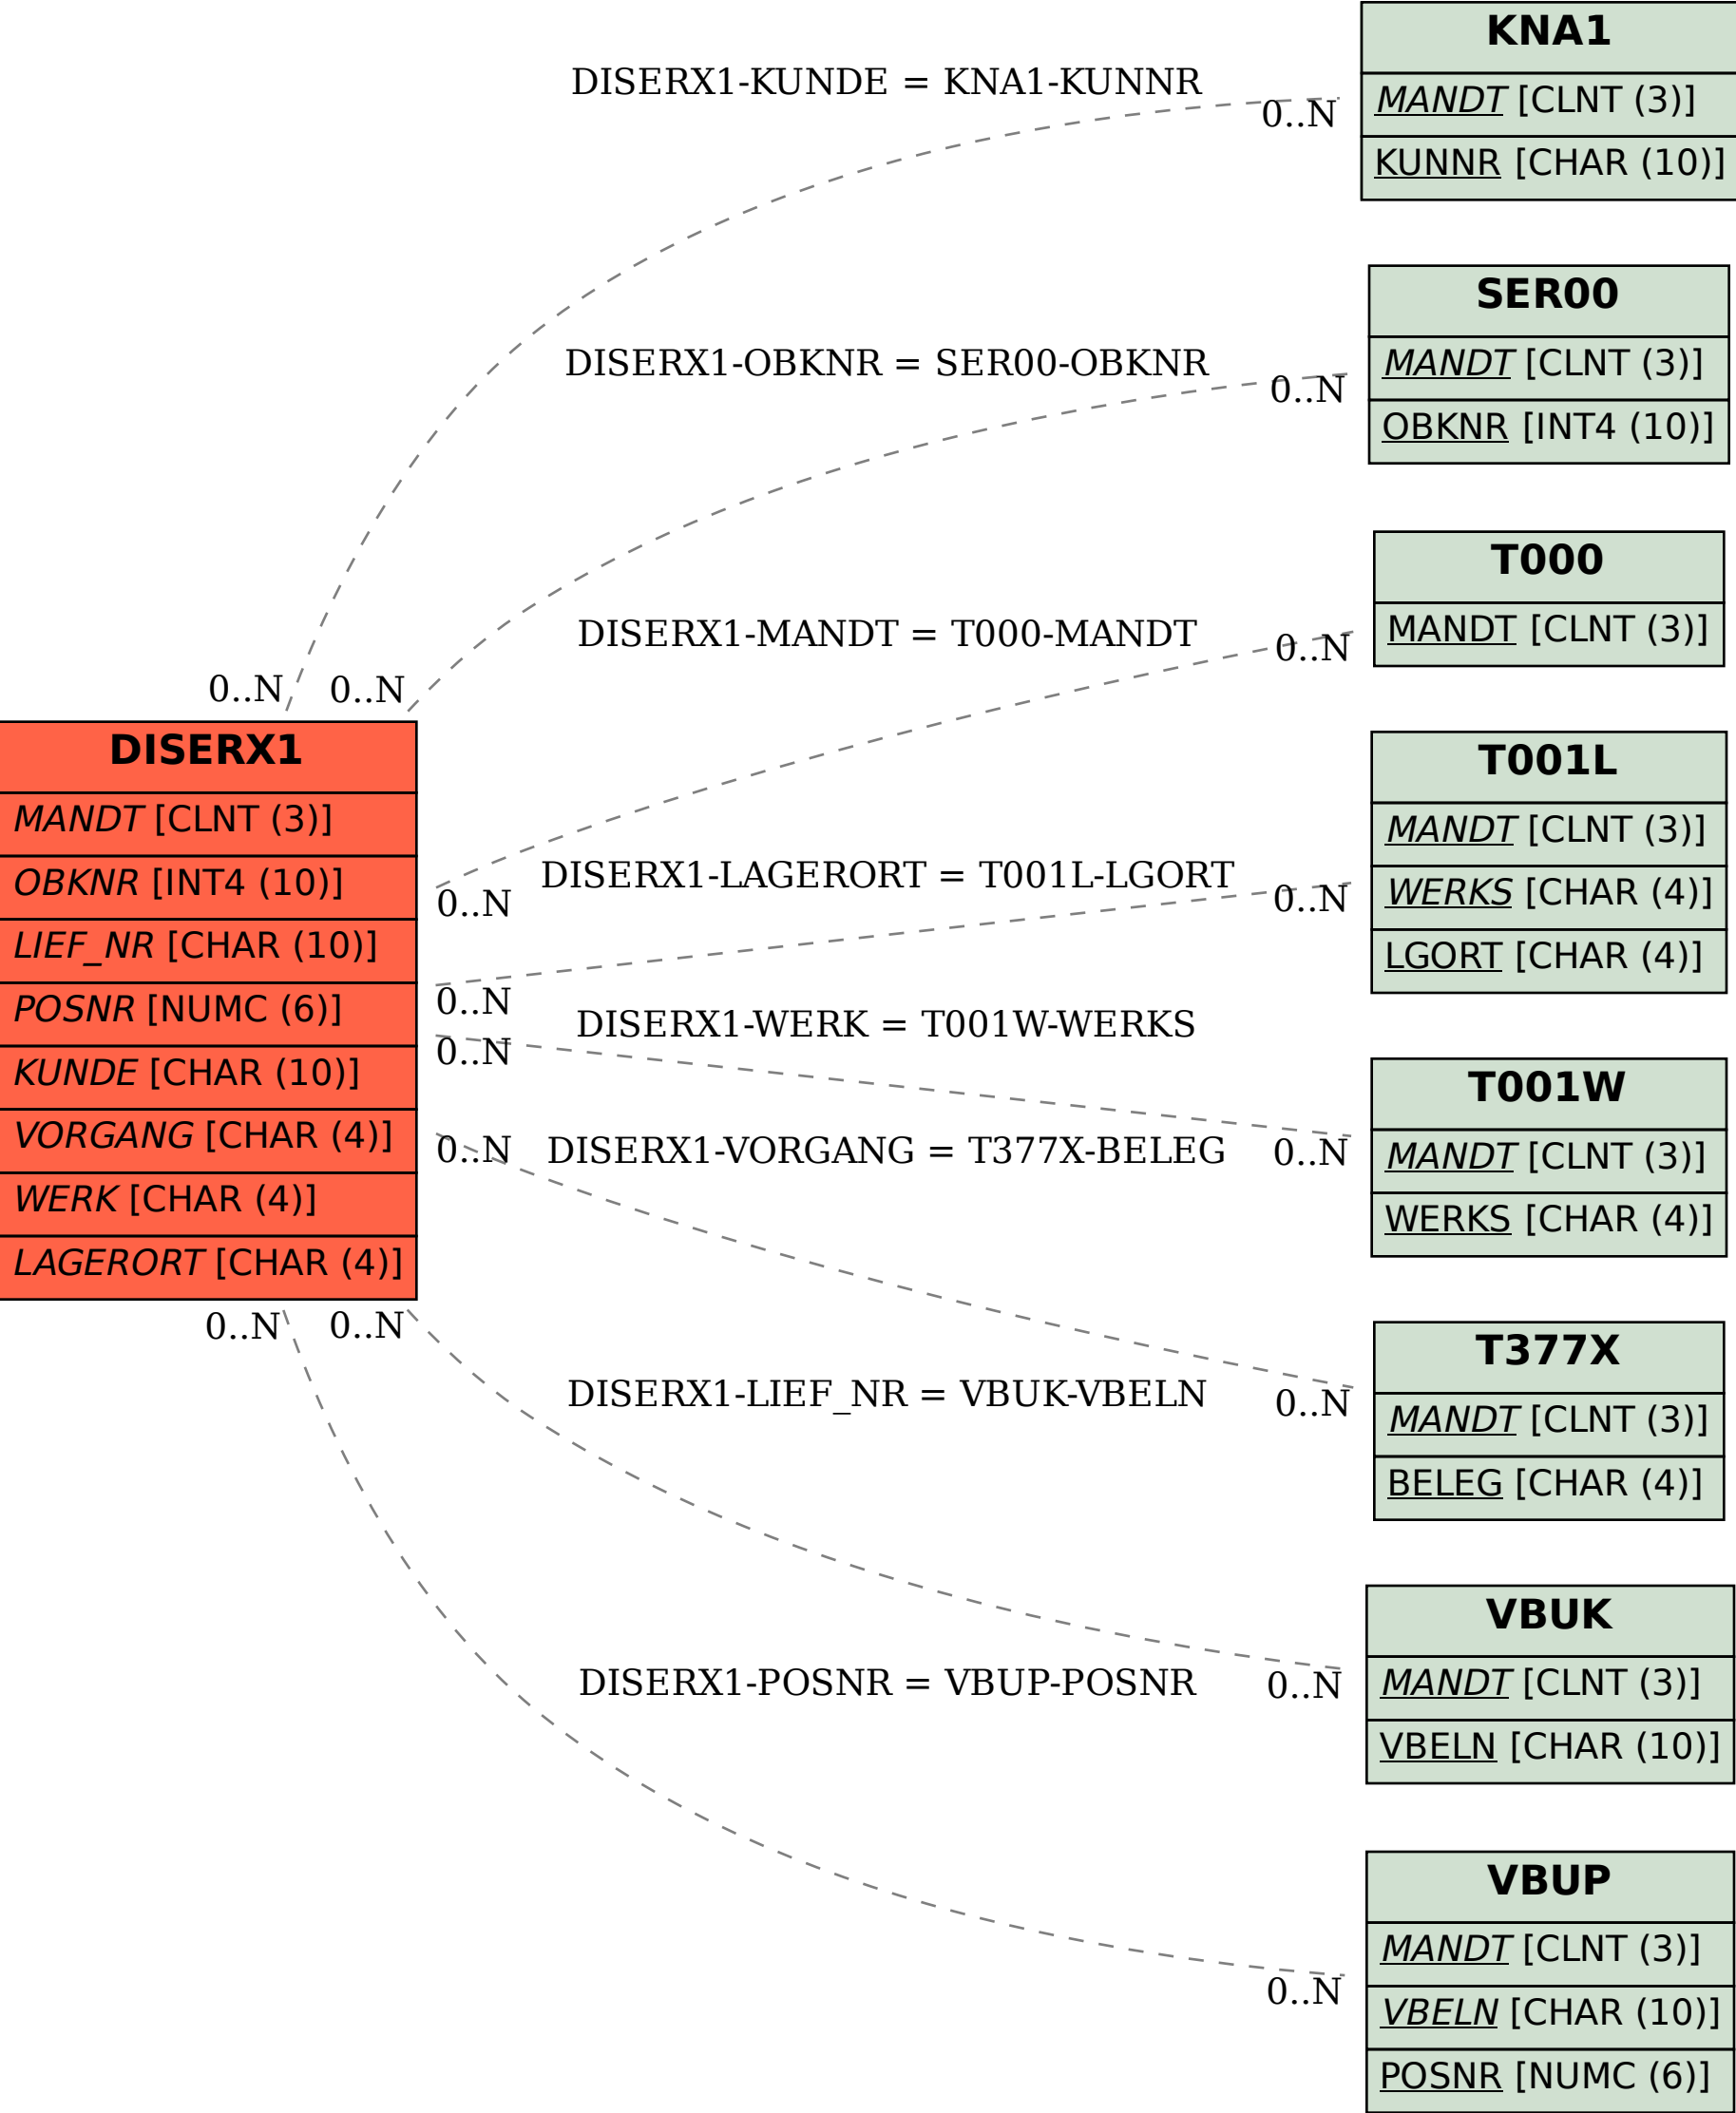 KNA1
MANDT [CLNT (3)]
KUNNR [CHAR (10)]
DISERX1-KUNDE = KNA1-KUNNR
0..N
SER00
MANDT [CLNT (3)]
OBKNR [INT4 (10)]
DISERX1-OBKNR = SER00-OBKNR
0..N
T000
MANDT [CLNT (3)]
DISERX1-MANDT = T000-MANDT
0..N
0..N 0..N
DISERX1
MANDT [CLNT (3)]
OBKNR [INT4 (10)]
LIEF_NR [CHAR (10)]
POSNR [NUMC (6)]
KUNDE [CHAR (10)]
VORGANG [CHAR (4)]
WERK [CHAR (4)]
LAGERORT [CHAR (4)]
0..N 0..N
0..N
0..N
0..N
0..N
T001L
MANDT [CLNT (3)]
WERKS [CHAR (4)]
LGORT [CHAR (4)]
DISERX1-LAGERORT = T001L-LGORT
0..N
DISERX1-WERK = T001W-WERKS
T001W
MANDT [CLNT (3)]
WERKS [CHAR (4)]
DISERX1-VORGANG = T377X-BELEG
0..N
T377X
MANDT [CLNT (3)]
BELEG [CHAR (4)]
DISERX1-LIEF_NR = VBUK-VBELN
0..N
VBUK
MANDT [CLNT (3)]
VBELN [CHAR (10)]
DISERX1-POSNR = VBUP-POSNR
0..N
VBUP
MANDT [CLNT (3)]
VBELN [CHAR (10)]
POSNR [NUMC (6)]
0..N